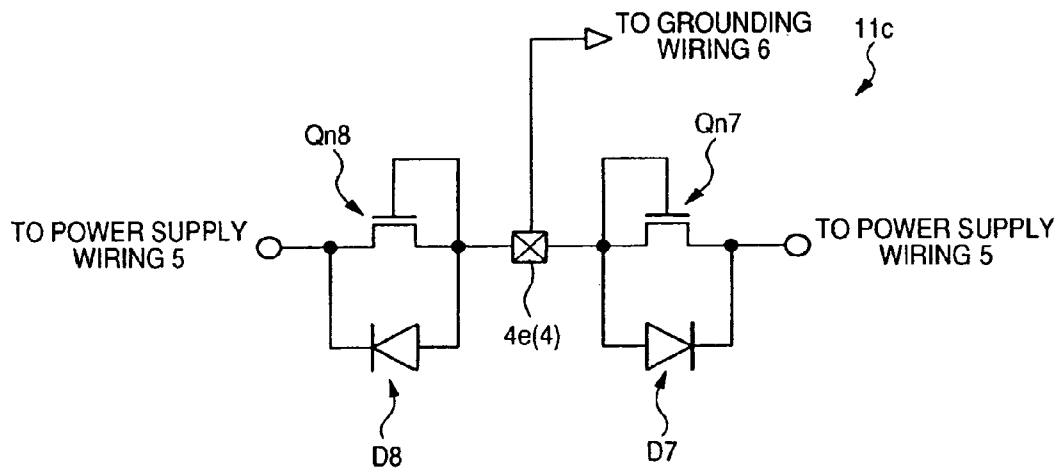 TO GROUNDING
WIRING 6
11c
Qn8
Qn7
TO POWER SUPPLY
WIRING 5
TO POWER SUPPLY
WIRING 5
4e(4)
D8
D7